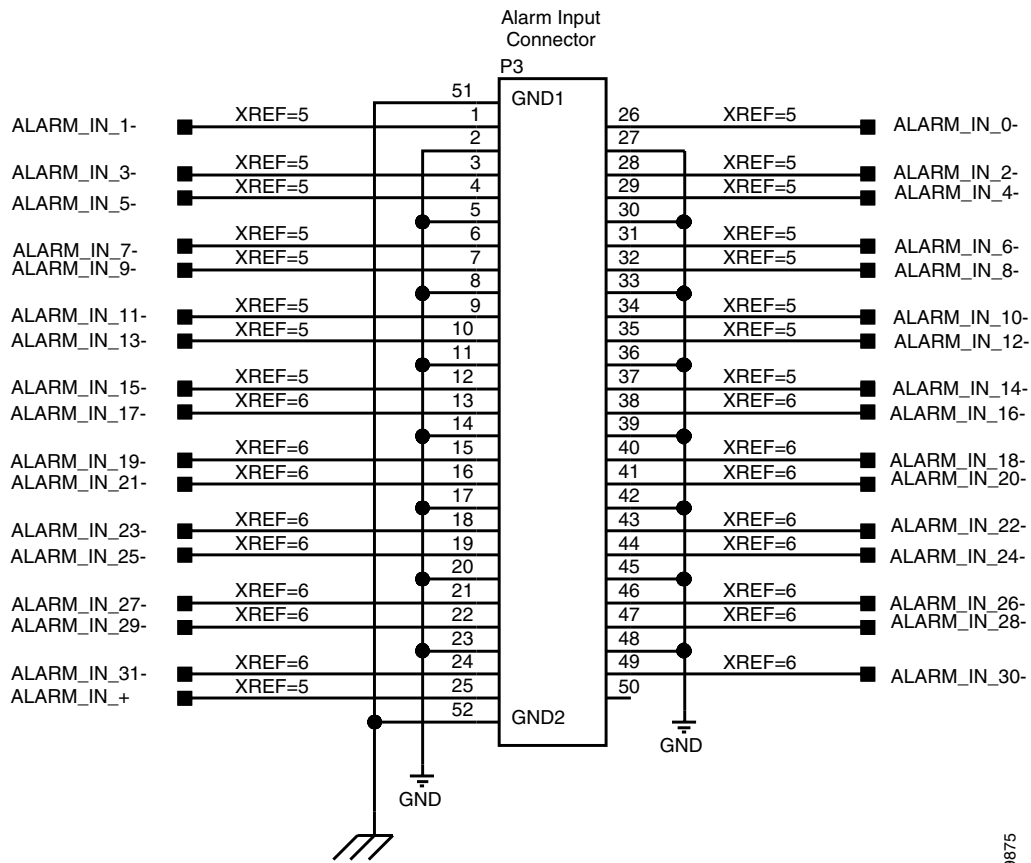 Alarm Input
Connector
P3
51 GND1
ALARM_IN_1- XREF=5 1 26 XREF=5 ALARM_IN_0-
2 27
ALARM_IN_3- XREF=5 3 28 XREF=5 ALARM_IN_2-
ALARM_IN_5- XREF=5 4 29 XREF=5 ALARM_IN_4-
5 30
ALARM_IN_7- XREF=5 6 31 XREF=5 ALARM_IN_6-
ALARM_IN_9- XREF=5 7 32 XREF=5 ALARM_IN_8-
8 33
ALARM_IN_11- XREF=5 9 34 XREF=5 ALARM_IN_10-
ALARM_IN_13- XREF=5 10 35 XREF=5 ALARM_IN_12-
11 36
ALARM_IN_15- XREF=5 12 37 XREF=5 ALARM_IN_14-
ALARM_IN_17- XREF=6 13 38 XREF=6 ALARM_IN_16-
14 39
ALARM_IN_19- XREF=6 15 40 XREF=6 ALARM_IN_18-
ALARM_IN_21- XREF=6 16 41 XREF=6 ALARM_IN_20-
17 42
ALARM_IN_23- XREF=6 18 43 XREF=6 ALARM_IN_22-
ALARM_IN_25- XREF=6 19 44 XREF=6 ALARM_IN_24-
20 45
ALARM_IN_27- XREF=6 21 46 XREF=6 ALARM_IN_26-
ALARM_IN_29- XREF=6 22 47 XREF=6 ALARM_IN_28-
23 48
ALARM_IN_31- XREF=6 24 49 XREF=6 ALARM_IN_30-
ALARM_IN_+ XREF=5 25 50
52 GND2
GND
GND